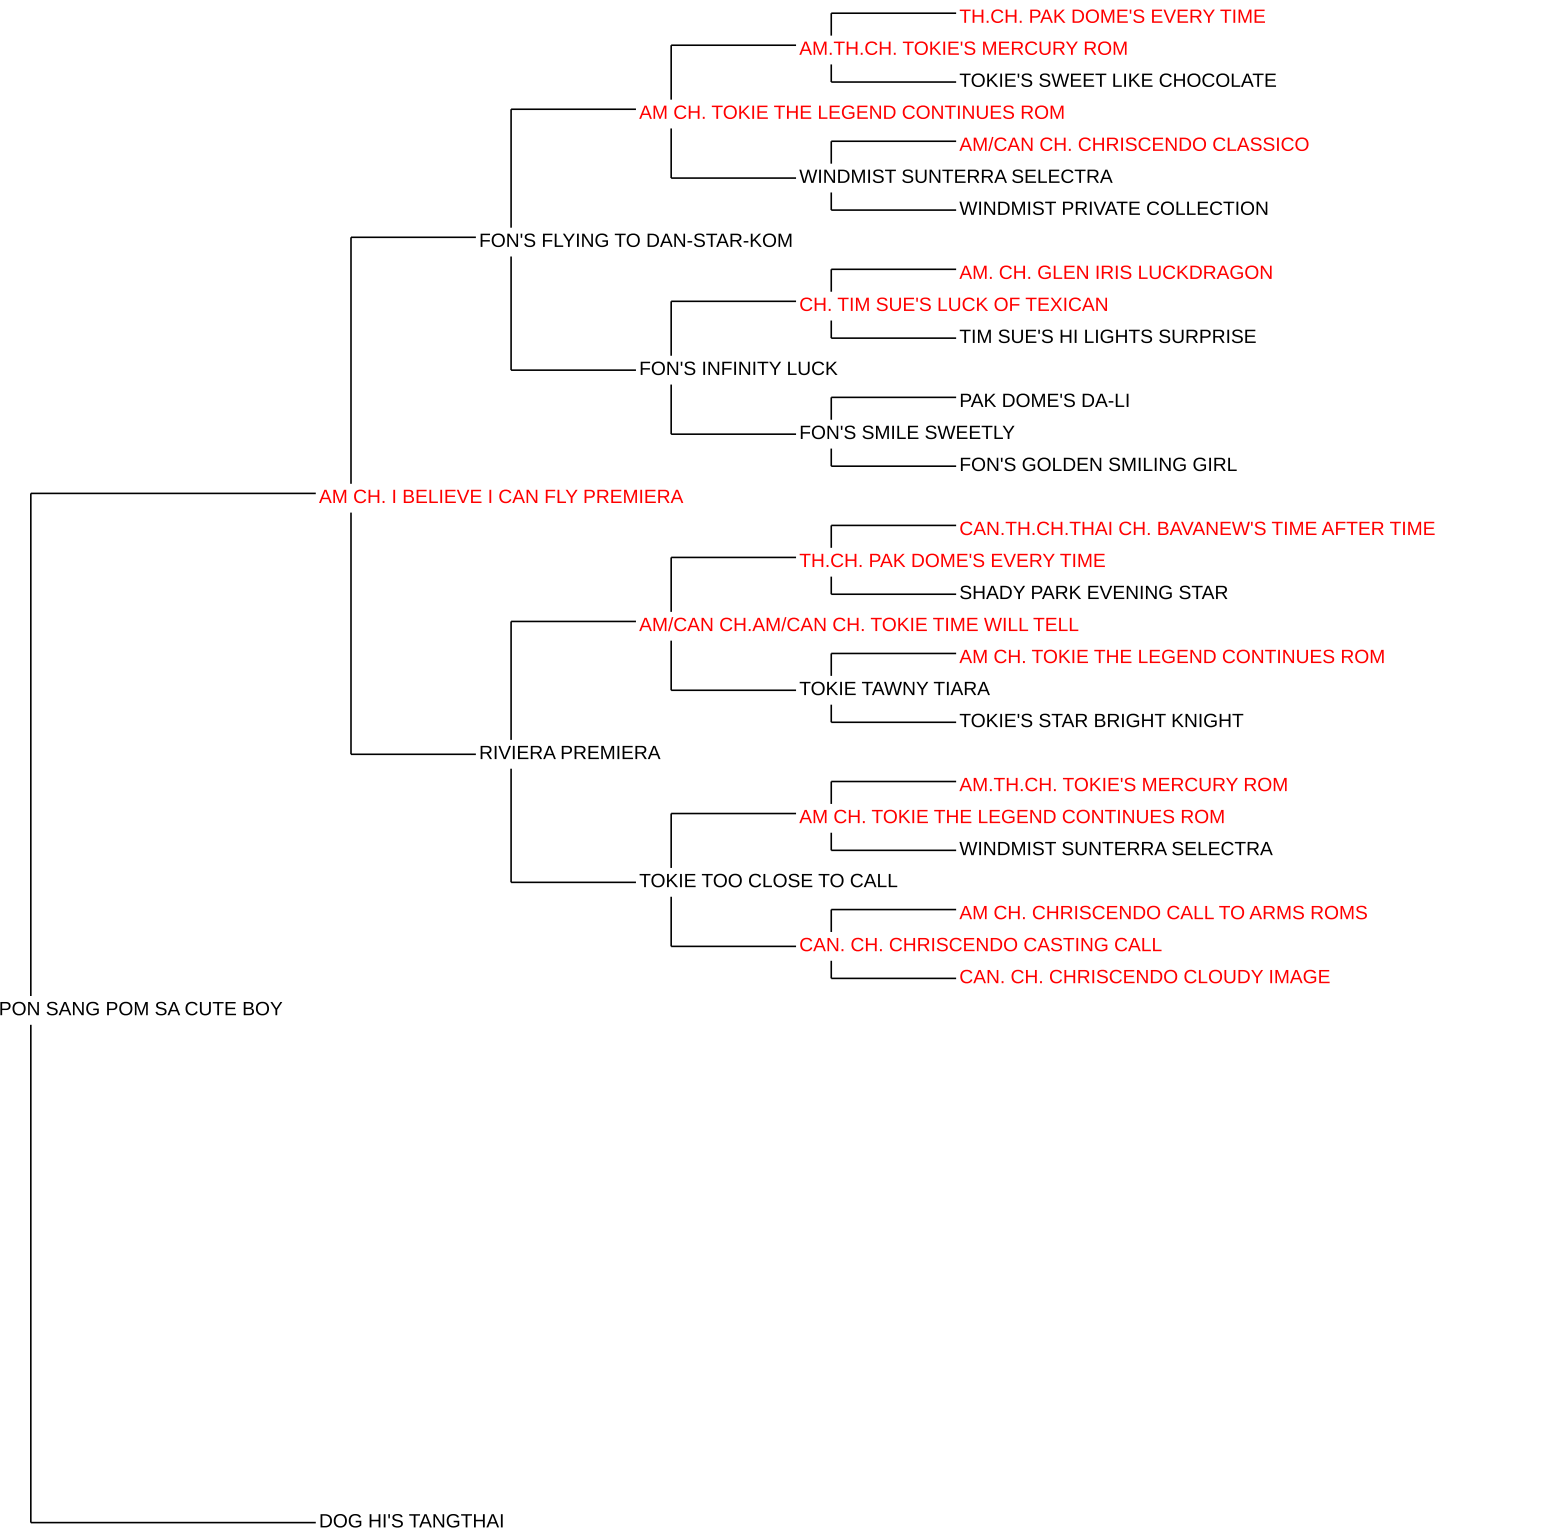 TH.CH. PAK DOME'S EVERY TIME
AM.TH.CH. TOKIE'S MERCURY ROM
TOKIE'S SWEET LIKE CHOCOLATE
AM CH. TOKIE THE LEGEND CONTINUES ROM
AM/CAN CH. CHRISCENDO CLASSICO
WINDMIST SUNTERRA SELECTRA
WINDMIST PRIVATE COLLECTION
FON'S FLYING TO DAN-STAR-KOM
AM. CH. GLEN IRIS LUCKDRAGON
CH. TIM SUE'S LUCK OF TEXICAN
TIM SUE'S HI LIGHTS SURPRISE
FON'S INFINITY LUCK
PAK DOME'S DA-LI
FON'S SMILE SWEETLY
FON'S GOLDEN SMILING GIRL
AM CH. I BELIEVE I CAN FLY PREMIERA
CAN.TH.CH.THAI CH. BAVANEW'S TIME AFTER TIME
TH.CH. PAK DOME'S EVERY TIME
SHADY PARK EVENING STAR
AM/CAN CH.AM/CAN CH. TOKIE TIME WILL TELL
AM CH. TOKIE THE LEGEND CONTINUES ROM
TOKIE TAWNY TIARA
TOKIE'S STAR BRIGHT KNIGHT
RIVIERA PREMIERA
AM.TH.CH. TOKIE'S MERCURY ROM
AM CH. TOKIE THE LEGEND CONTINUES ROM
WINDMIST SUNTERRA SELECTRA
TOKIE TOO CLOSE TO CALL
AM CH. CHRISCENDO CALL TO ARMS ROMS
CAN. CH. CHRISCENDO CASTING CALL
CAN. CH. CHRISCENDO CLOUDY IMAGE
PON SANG POM SA CUTE BOY
DOG HI'S TANGTHAI